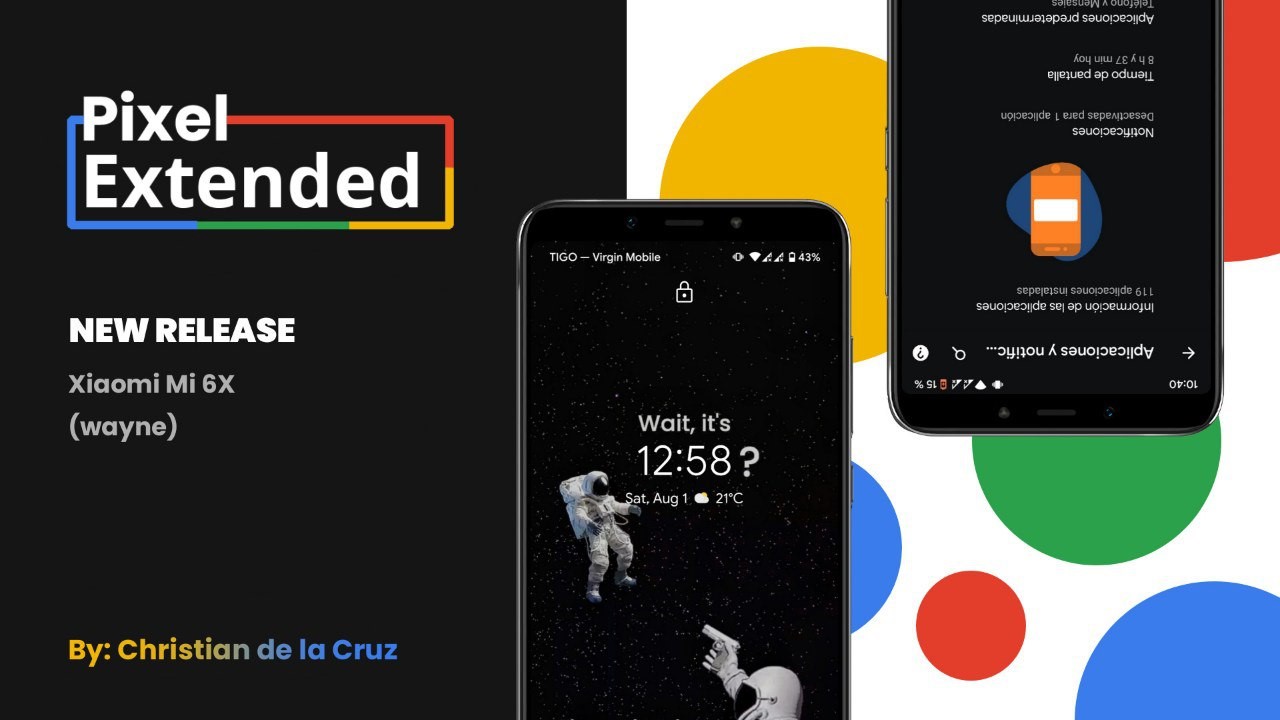 Pixel
Extended
NEW RELEASE
Xiaomi Mi 6X
(wayne)
By: Christian de la Cruz
TIGO — Virgin Mobile
43%
Wait, it's
12:58 ?
Sat, Aug 1 21°C
10:40
15 %
Aplicaciones y notific...
Información de las aplicaciones
119 aplicaciones instaladas
Notificaciones
Desactivadas para 1 aplicación
Tiempo de pantalla
8 h y 37 min hoy
Aplicaciones predeterminadas
Teléfono y Mensajes